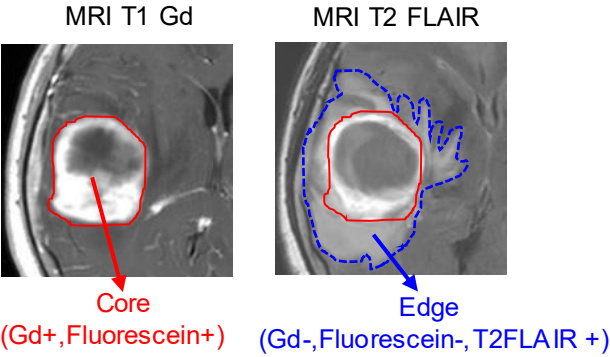 MRI T1 Gd
MRI T2 FLAIR
Core
(Gd+,Fluorescein+)
Edge
(Gd-,Fluorescein-,T2FLAIR +)